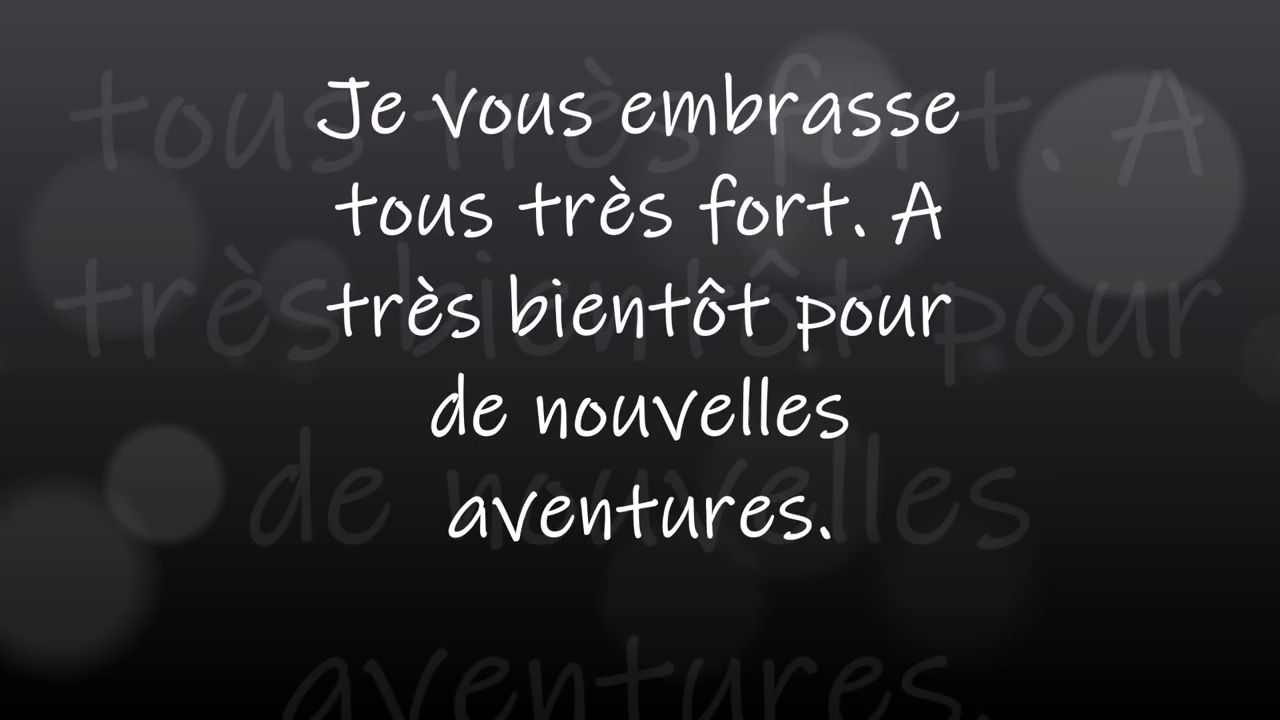 Je vous embrasse
tous très fort. A
très bientôt pour
de nouvelles
aventures.